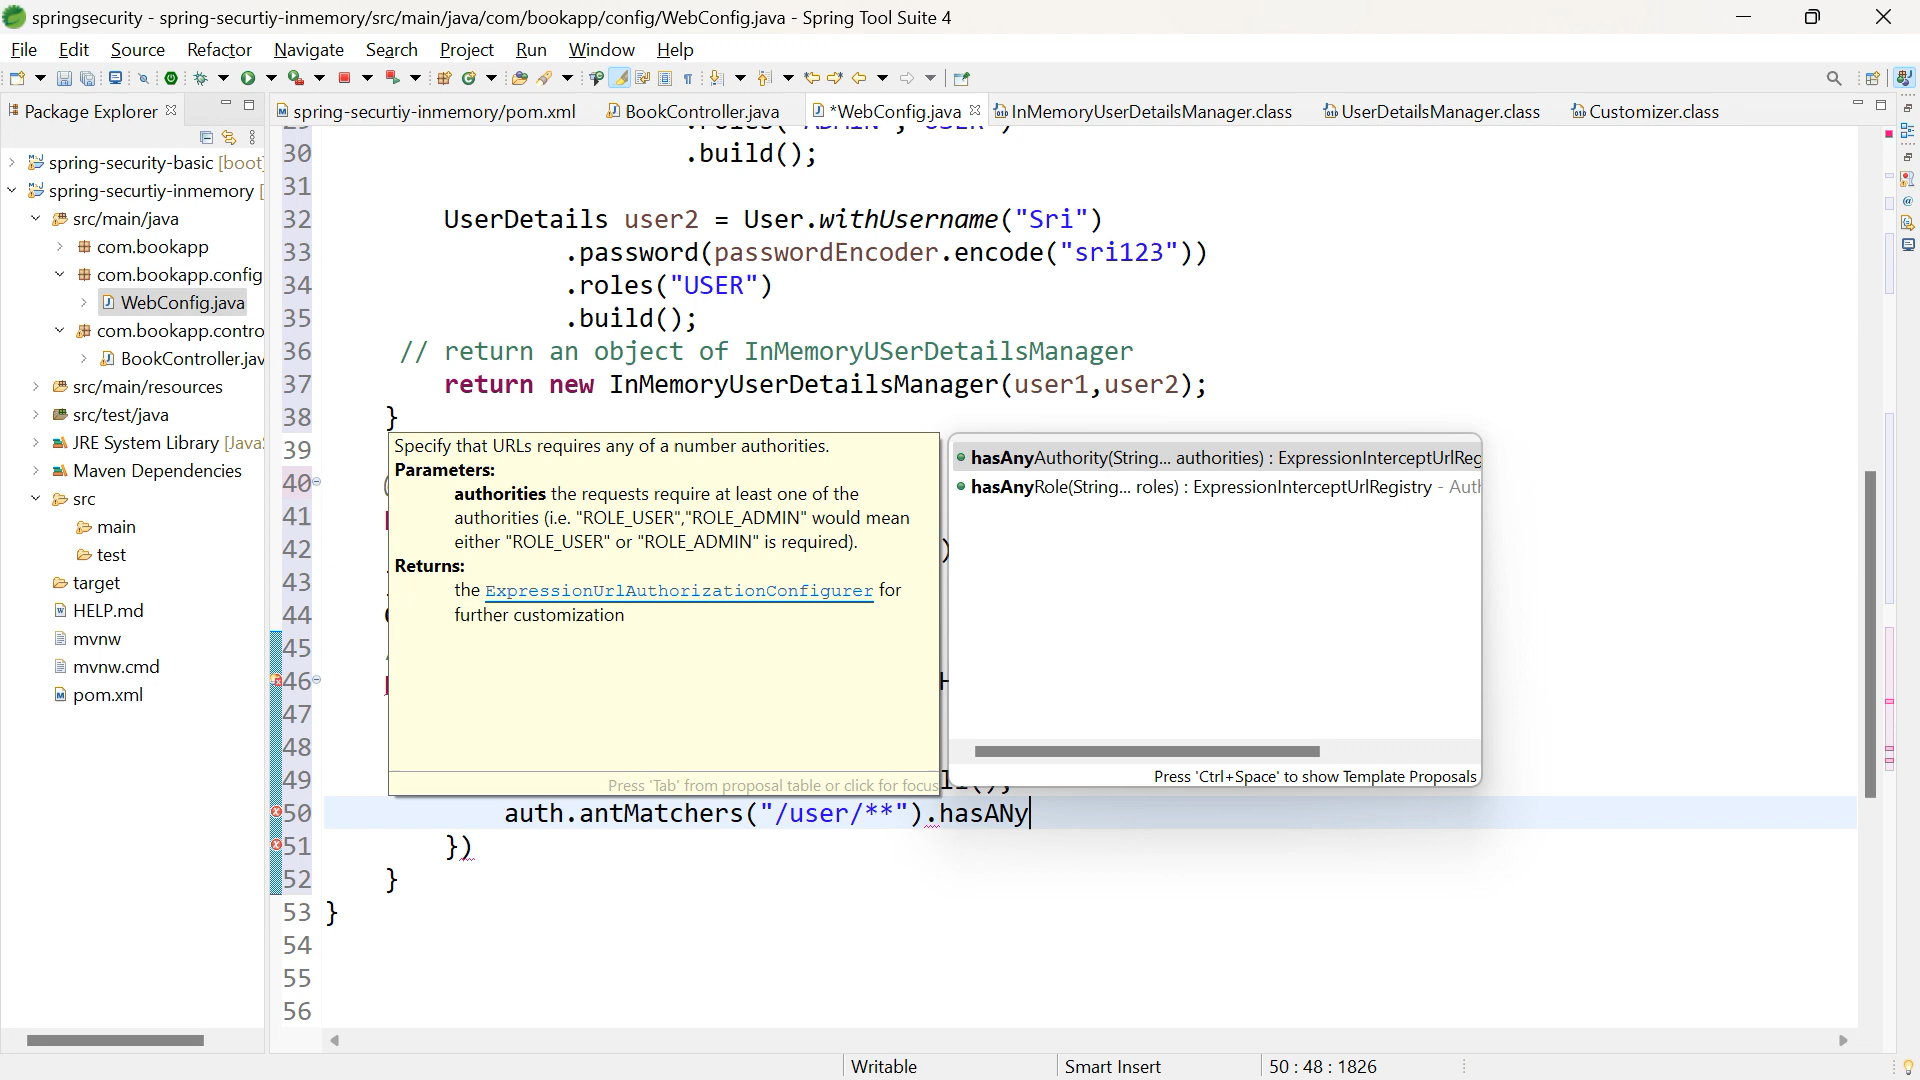 springsecurity - spring-securtiy-inmemory/src/main/java/com/bookapp/config/WebConfig.java - Spring Tool Suite 4
File Edit Source Refactor Navigate Search Project Run Window Help
Package Explorer
spring-securtiy-inmemory/pom.xml BookController.java *WebConfig.java InMemoryUserDetailsManager.class UserDetailsManager.class Customizer.class
spring-security-basic [boot]
spring-securtiy-inmemory [
src/main/java
com.bookapp
com.bookapp.config
WebConfig.java
com.bookapp.contro
BookController.jav
src/main/resources
src/test/java
JRE System Library [Java
Maven Dependencies
src
main
test
target
HELP.md
mvnw
mvnw.cmd
pom.xml
29 .roles("ADMIN","USER")
30 .build();
31
32 UserDetails user2 = User.withUsername("Sri")
33 .password(passwordEncoder.encode("sri123"))
34 .roles("USER")
35 .build();
36 // return an object of InMemoryUSerDetailsManager
37 return new InMemoryUserDetailsManager(user1,user2);
38 }
39
40
41
42 )
43
44
45
46
47
48
49 ll();
50 auth.antMatchers("/user/**").hasANy
51 })
52 }
53 }
54
55
56
Specify that URLs requires any of a number authorities.
Parameters:
authorities the requests require at least one of the
authorities (i.e. "ROLE_USER","ROLE_ADMIN" would mean
either "ROLE_USER" or "ROLE_ADMIN" is required).
Returns:
the ExpressionUrlAuthorizationConfigurer for
further customization
Press 'Tab' from proposal table or click for focus
hasAnyAuthority(String... authorities) : ExpressionInterceptUrlReg
hasAnyRole(String... roles) : ExpressionInterceptUrlRegistry - Auth
Press 'Ctrl+Space' to show Template Proposals
Writable Smart Insert 50 : 48 : 1826